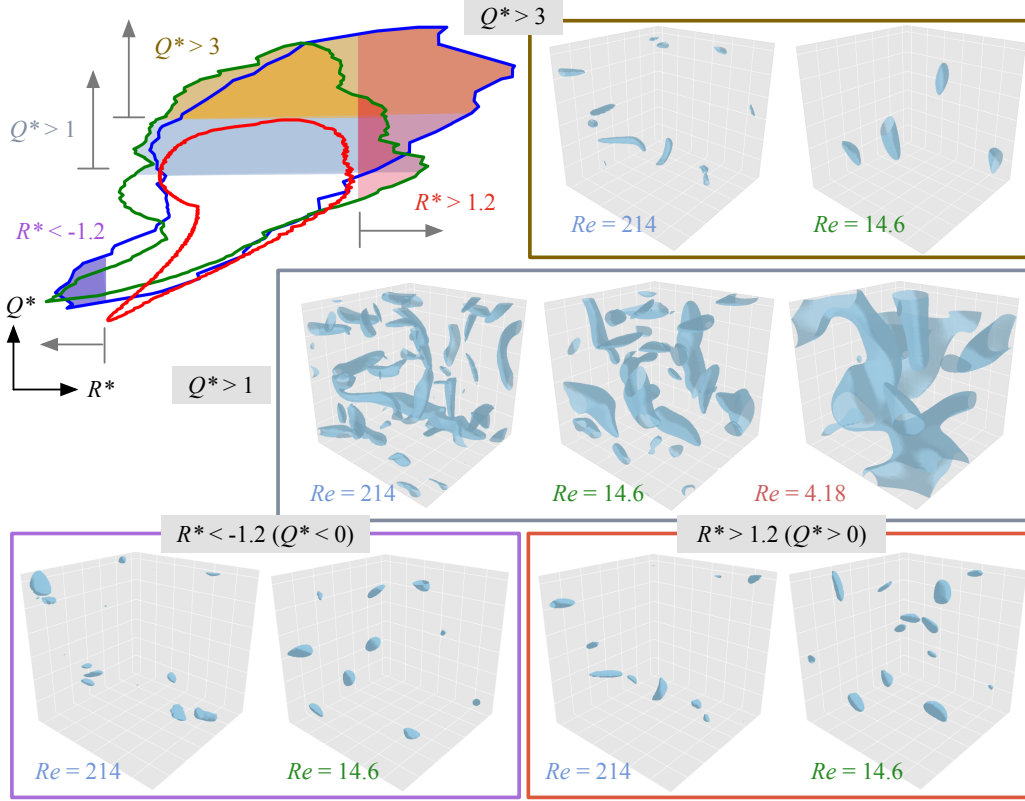 Q* > 3
Q* > 1
R* < -1.2
R* > 1.2
Q*
R*
Q* > 3
Re = 214
Re = 14.6
Q* > 1
Re = 214
Re = 14.6
Re = 4.18
R* < -1.2 (Q* < 0)
Re = 214
Re = 14.6
R* > 1.2 (Q* > 0)
Re = 214
Re = 14.6